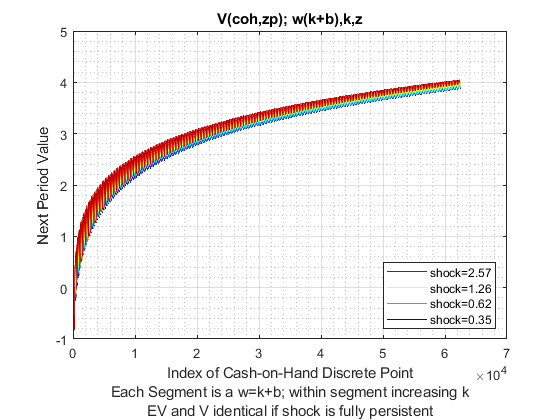 V(coh,zp); w(k+b),k,z
5
4
3
2
1
0
-1
Next Period Value
shock=2.57
shock=1.26
shock=0.62
shock=0.35
0 1 2 3 4 5 6 7
×10^4
Index of Cash-on-Hand Discrete Point
Each Segment is a w=k+b; within segment increasing k
EV and V identical if shock is fully persistent